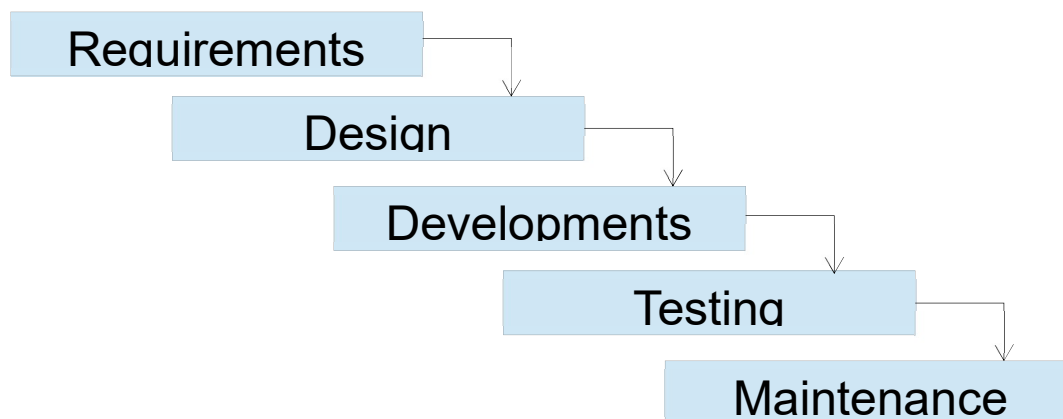 Requirements
Design
Developments
Testing
Maintenance